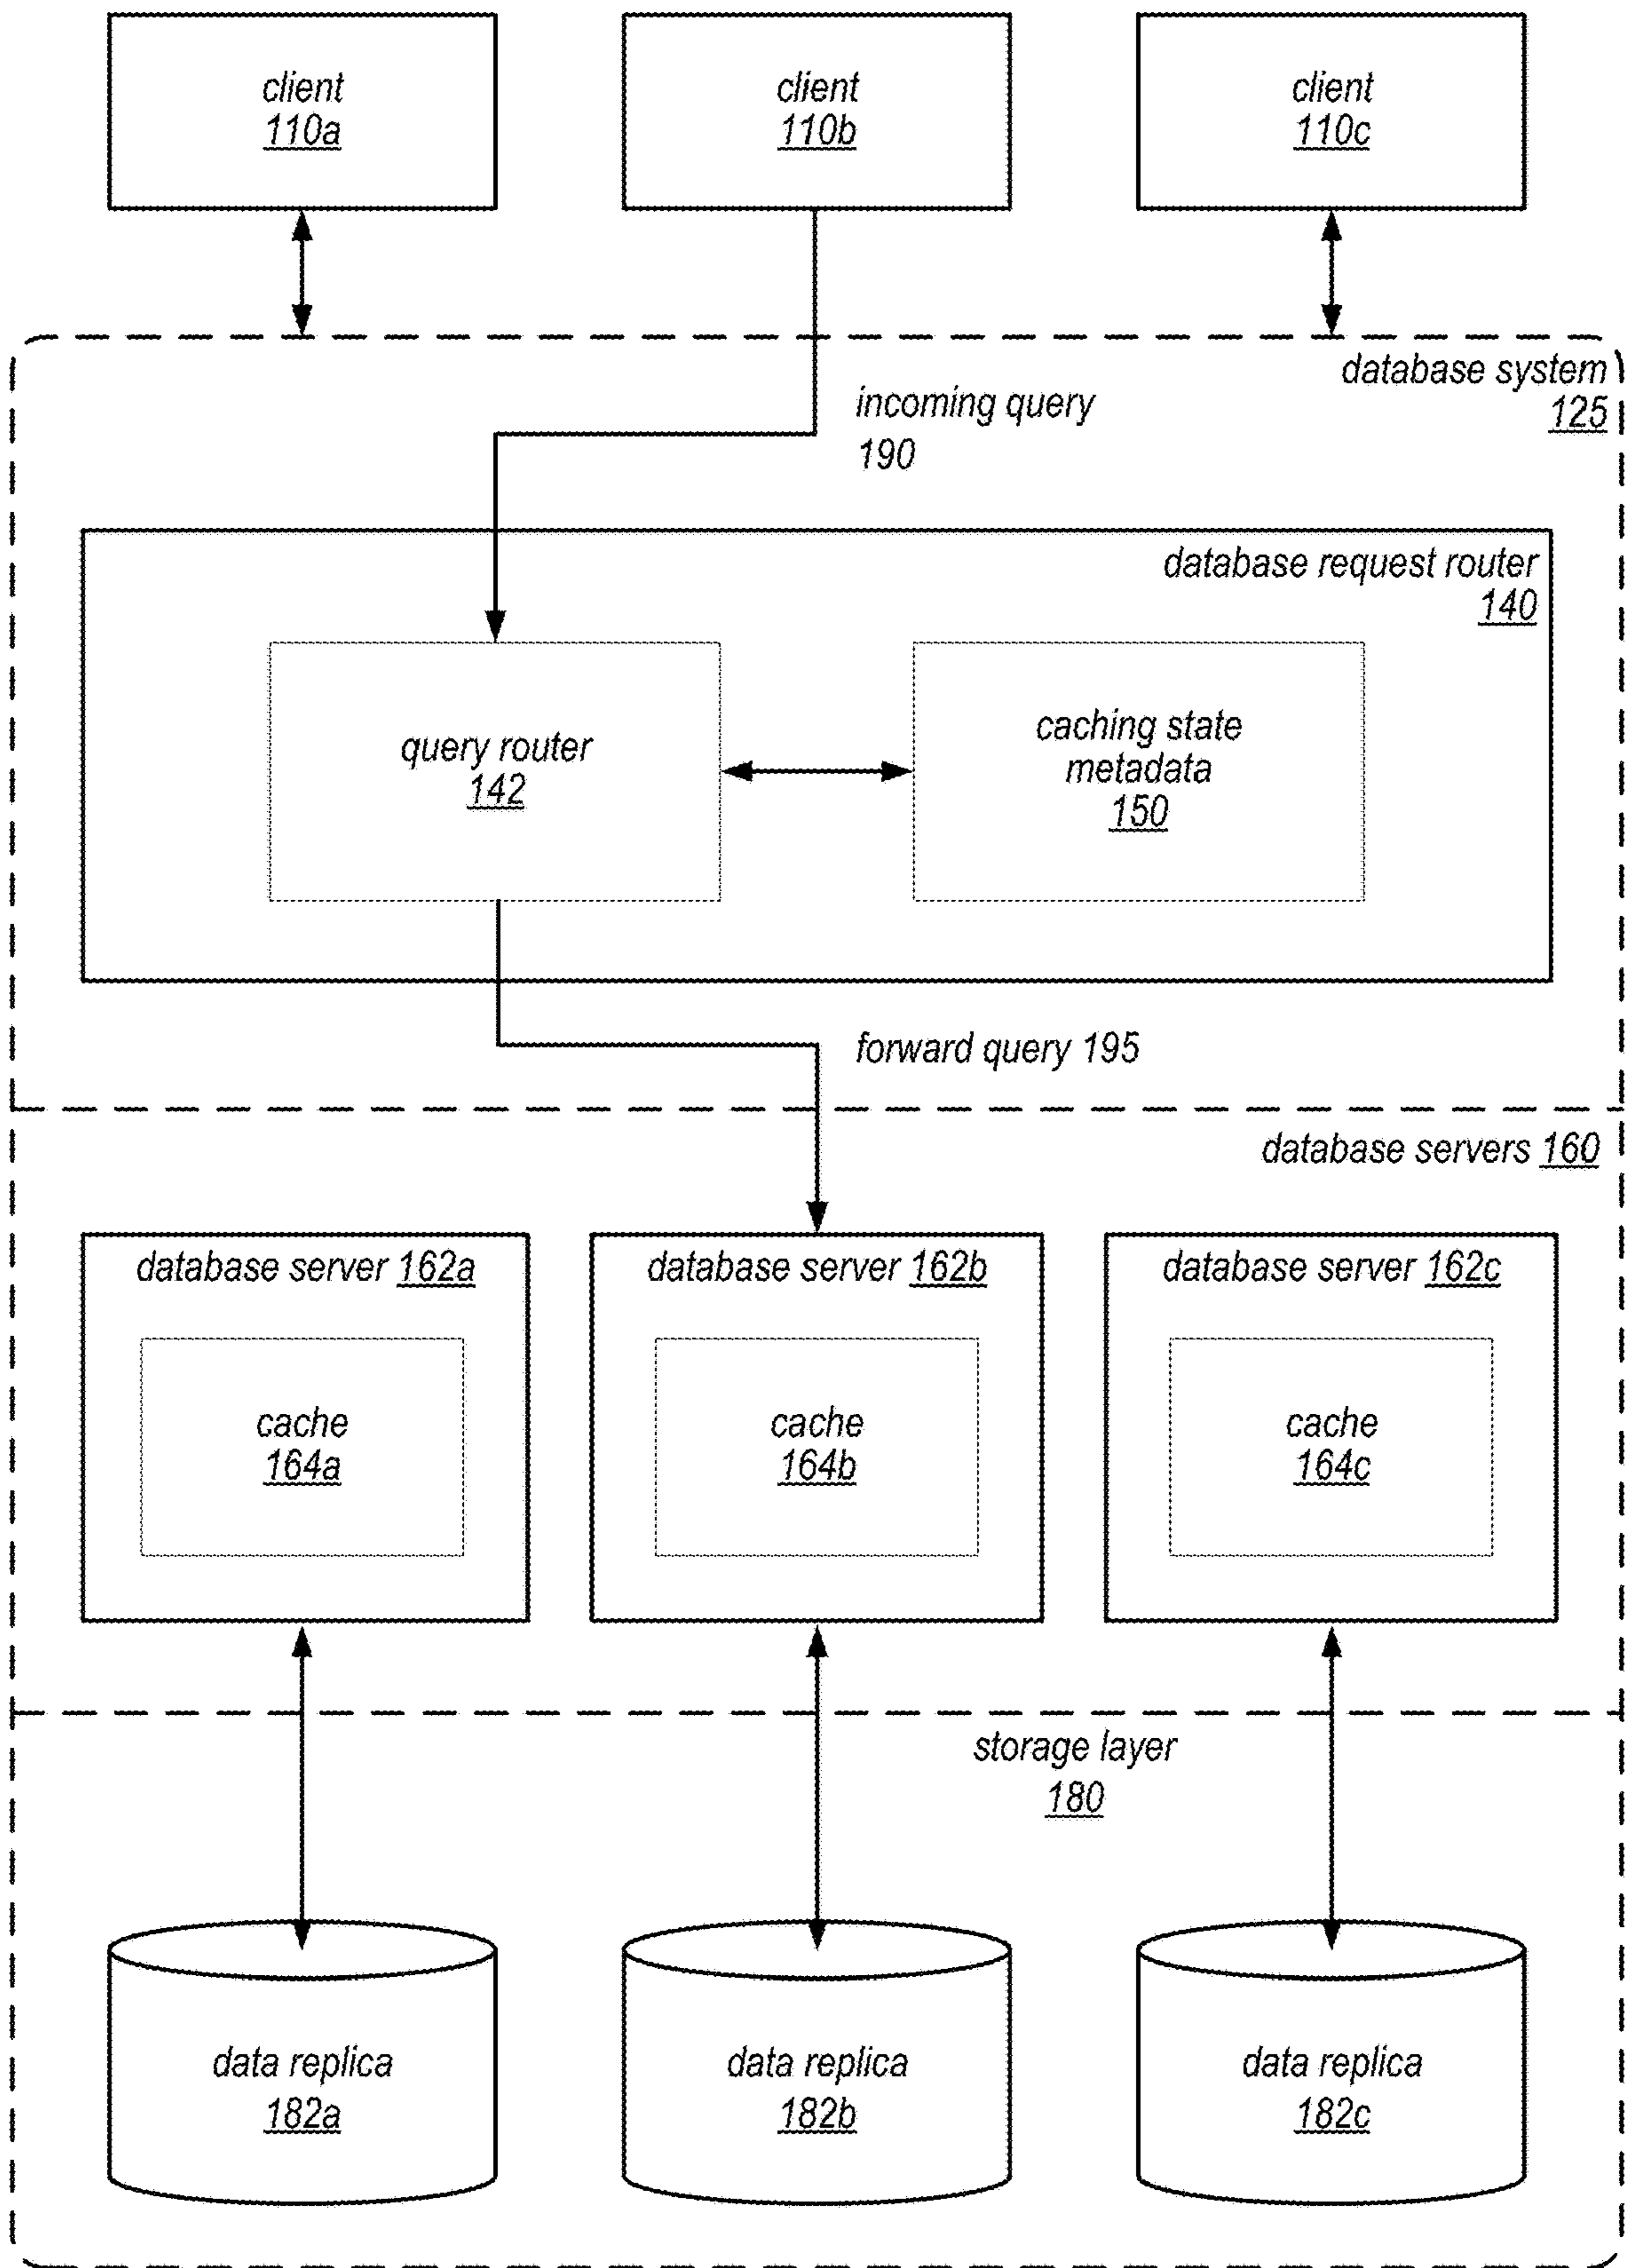 client
110a
client
110b
client
110c
database system
125
incoming query
190
database request router
140
query router
142
caching state
metadata
150
forward query 195
database servers 160
database server 162a
database server 162b
database server 162c
cache
164a
cache
164b
cache
164c
storage layer
180
data replica
182a
data replica
182b
data replica
182c